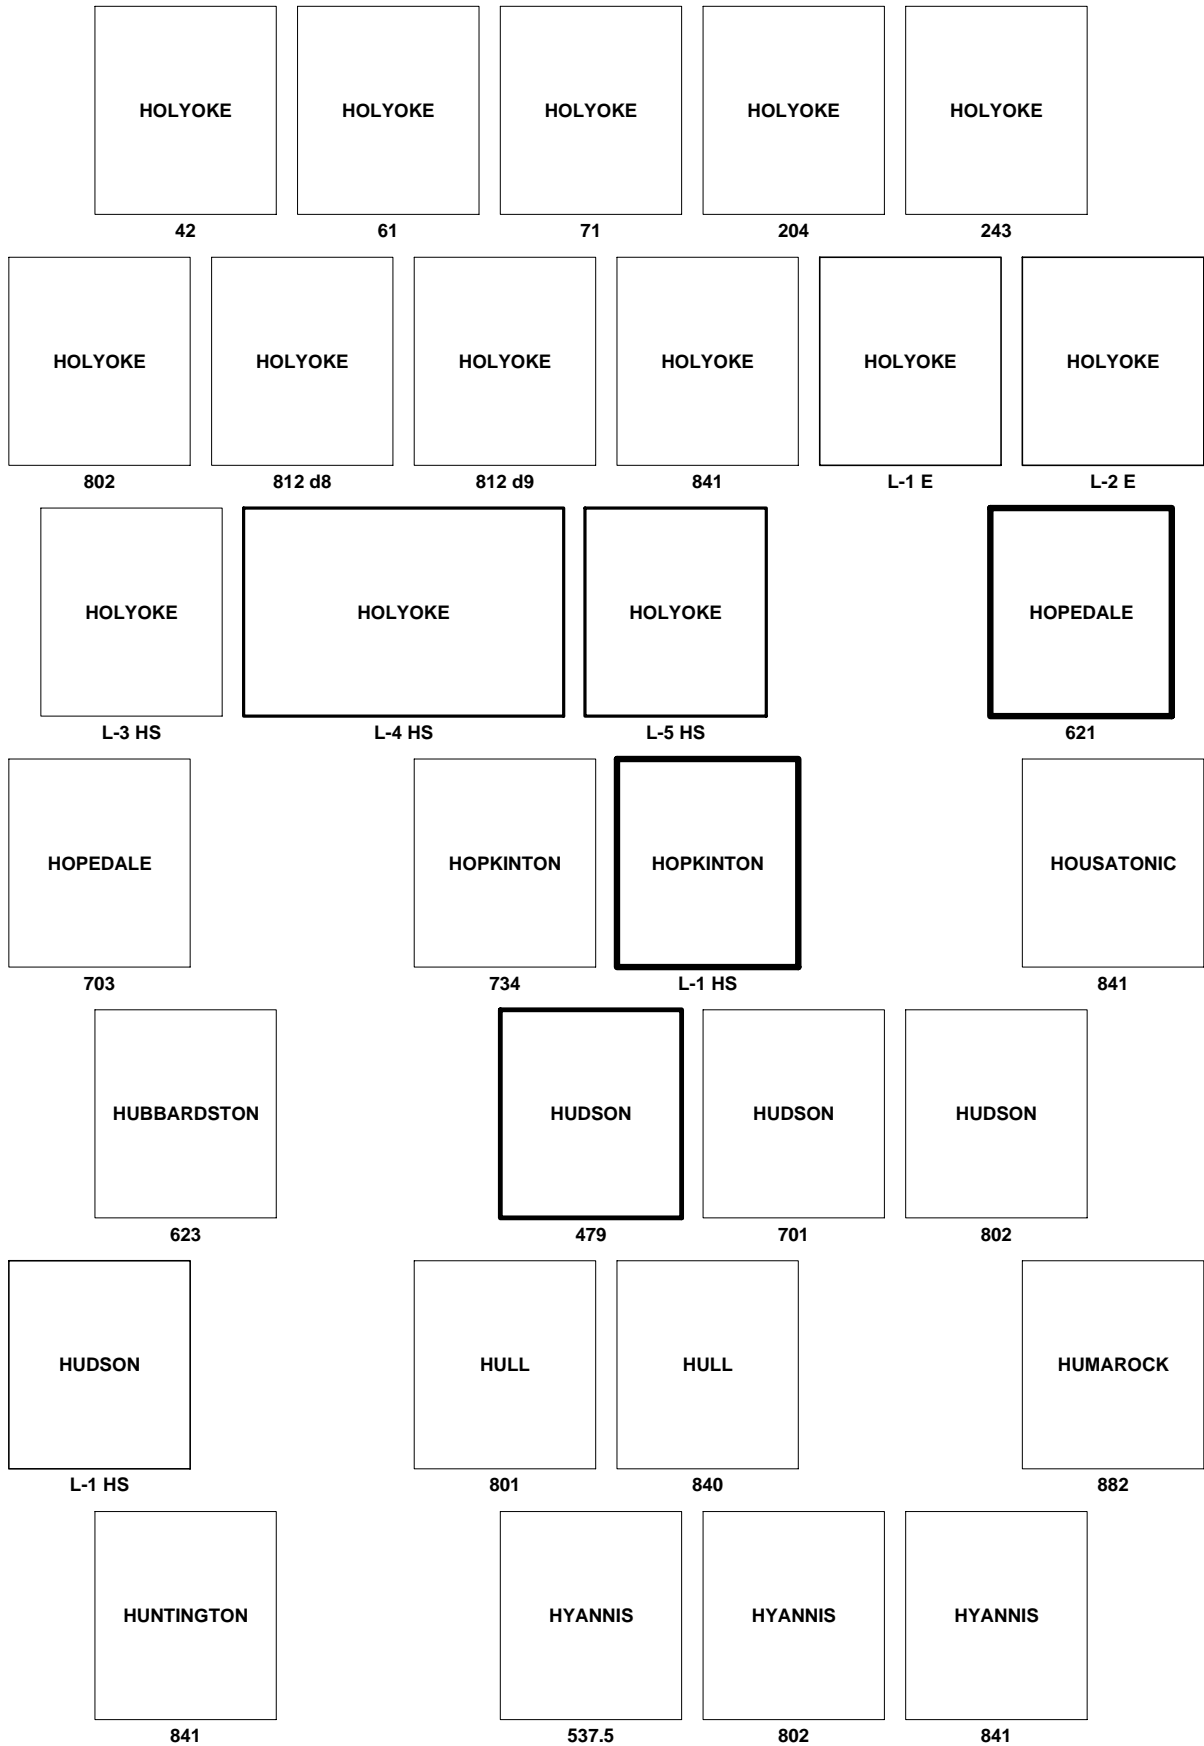 HOLYOKE HOLYOKE HOLYOKE HOLYOKE HOLYOKE
42 61 71 204 243
HOLYOKE HOLYOKE HOLYOKE HOLYOKE HOLYOKE HOLYOKE
802 812 d8 812 d9 841 L-1 E L-2 E
HOLYOKE HOLYOKE HOLYOKE HOPEDALE
L-3 HS L-4 HS L-5 HS 621
HOPEDALE HOPKINTON HOPKINTON HOUSATONIC
703 734 L-1 HS 841
HUBBARDSTON HUDSON HUDSON HUDSON
623 479 701 802
HUDSON HULL HULL HUMAROCK
L-1 HS 801 840 882
HUNTINGTON HYANNIS HYANNIS HYANNIS
841 537.5 802 841